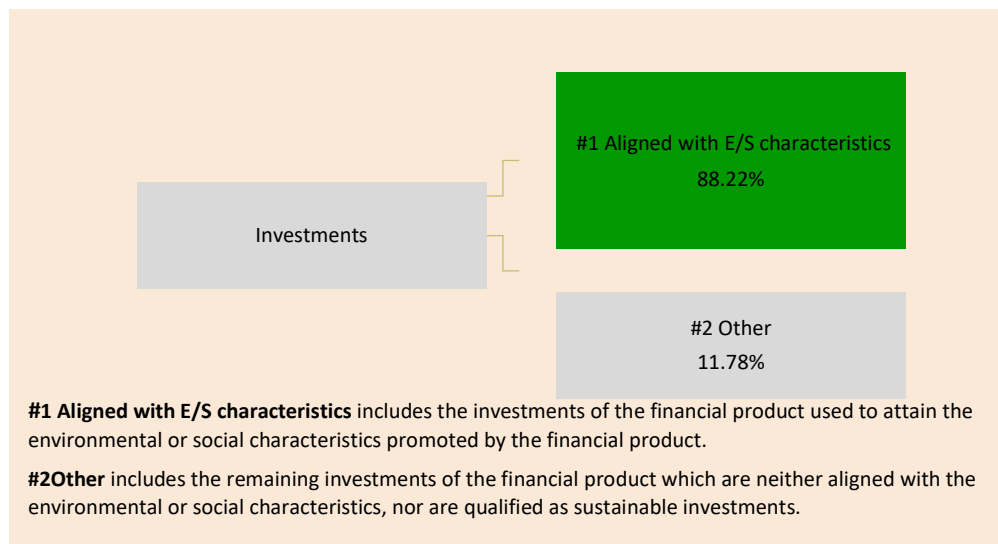 #1 Aligned with E/S characteristics
88.22%
Investments
#2 Other
11.78%
#1 Aligned with E/S characteristics includes the investments of the financial product used to attain the
environmental or social characteristics promoted by the financial product.
#2Other includes the remaining investments of the financial product which are neither aligned with the
environmental or social characteristics, nor are qualified as sustainable investments.